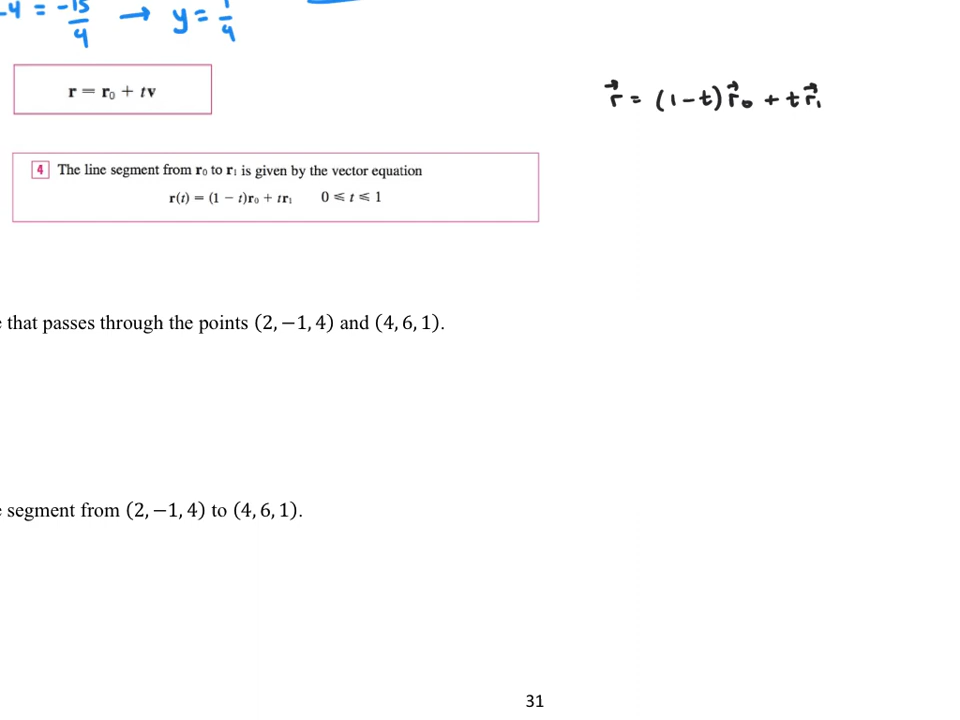 -4 = -15/4 → y = 1/4
r = r₀ + tv
r⃗ = (1-t)r⃗₀ + tr⃗₁
4 The line segment from r₀ to r₁ is given by the vector equation
r(t) = (1 − t)r₀ + tr₁ 0 ⩽ t ⩽ 1
that passes through the points (2, −1, 4) and (4, 6, 1).
segment from (2, −1, 4) to (4, 6, 1).
31